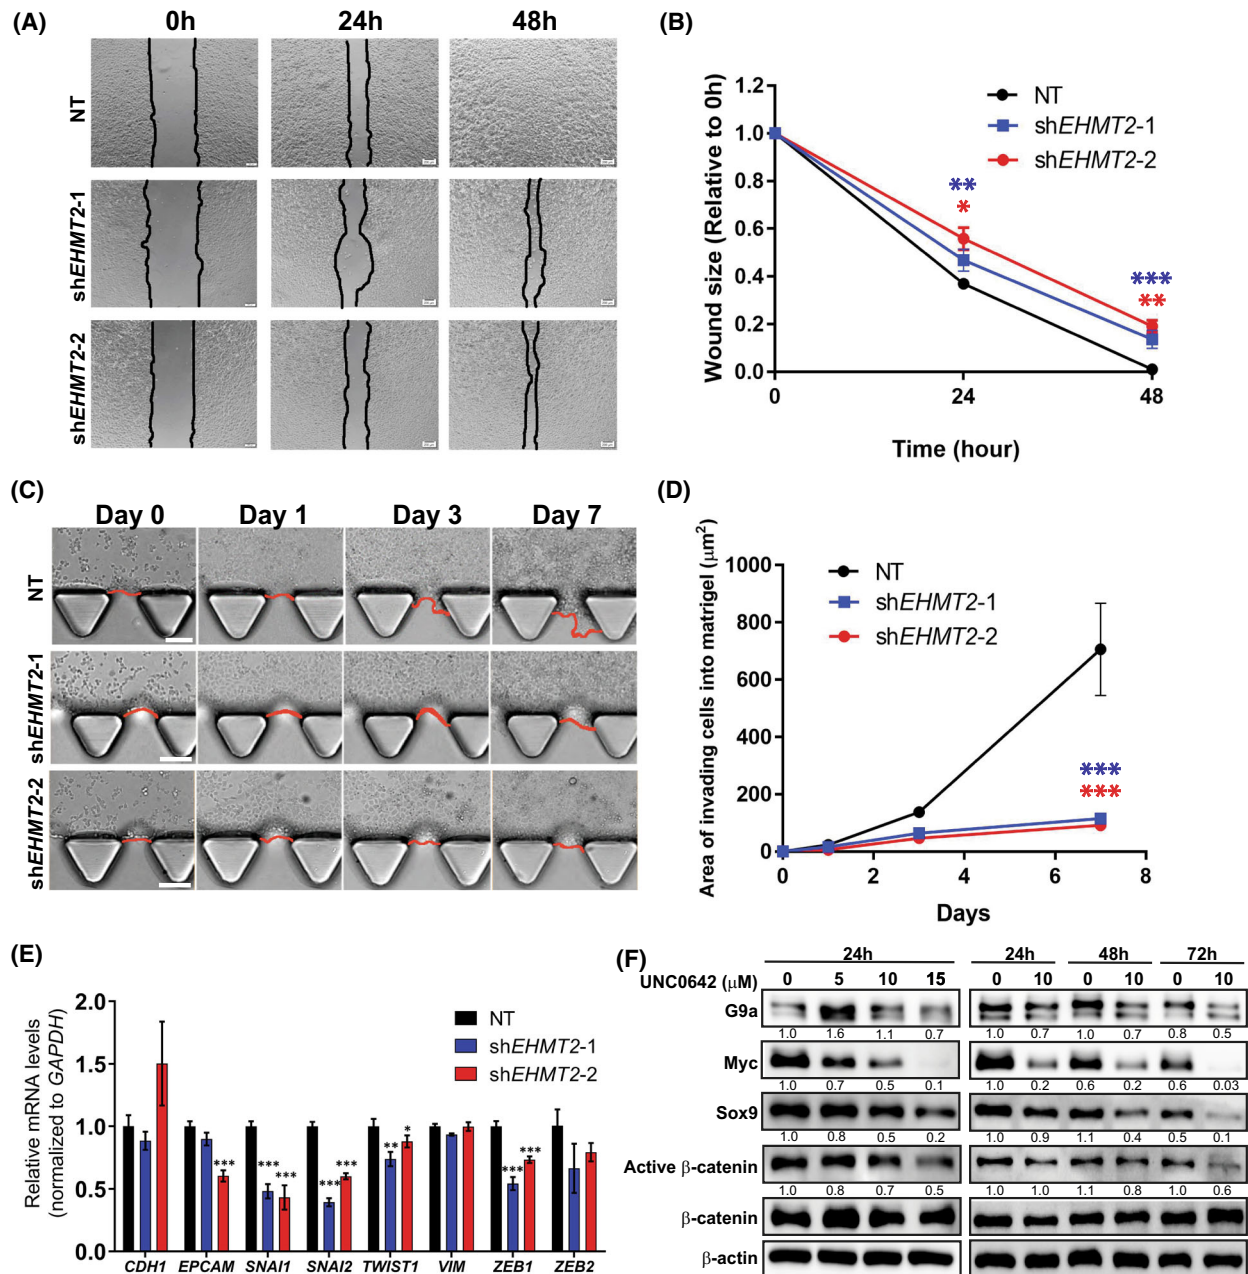 (A)
0h 24h 48h
NT
shEHMT2-1
shEHMT2-2
(B)
Wound size (Relative to 0h)
1.2
1.0
0.8
0.6
0.4
0.2
0.0
0 24 48
Time (hour)
NT
shEHMT2-1
shEHMT2-2
**
*
***
**
(C)
Day 0 Day 1 Day 3 Day 7
NT
shEHMT2-1
shEHMT2-2
(D)
Area of invading cells into matrigel (μm²)
1000
800
600
400
200
0
0 2 4 6 8
Days
NT
shEHMT2-1
shEHMT2-2
***
***
(E)
Relative mRNA levels
(normalized to GAPDH)
2.0
1.5
1.0
0.5
0.0
NT
shEHMT2-1
shEHMT2-2
*** *** *** *** *** ** * *** ***
CDH1 EPCAM SNAI1 SNAI2 TWIST1 VIM ZEB1 ZEB2
(F)
24h 24h 48h 72h
UNC0642 (μM) 0 5 10 15 0 10 0 10 0 10
G9a
1.0 1.6 1.1 0.7 1.0 0.7 1.0 0.7 0.8 0.5
Myc
1.0 0.7 0.5 0.1 1.0 0.2 0.6 0.2 0.6 0.03
Sox9
1.0 0.8 0.5 0.2 1.0 0.9 1.1 0.4 0.5 0.1
Active β-catenin
1.0 0.8 0.7 0.5 1.0 1.0 1.1 0.8 1.0 0.6
β-catenin
β-actin